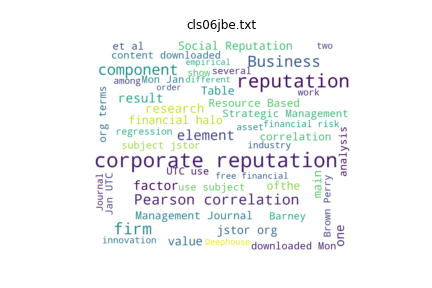 cls06jbe.txt
et al
Social Reputation
two
content downloaded
empirical
Business
component
show
several
among
Mon Jan
different
reputation
order
Table
work
result
Resource Based
org terms
research
Strategic Management
financial halo
asset
financial risk
regression
element
correlation
analysis
subject jstor
industry
corporate reputation
UTC use
free financial
main
Journal
Jan UTC
factor
use subject
ofthe
Brown Perry
Pearson correlation
Management Journal
Barney
firm
jstor org
one
innovation
value
Deephouse
downloaded Mon